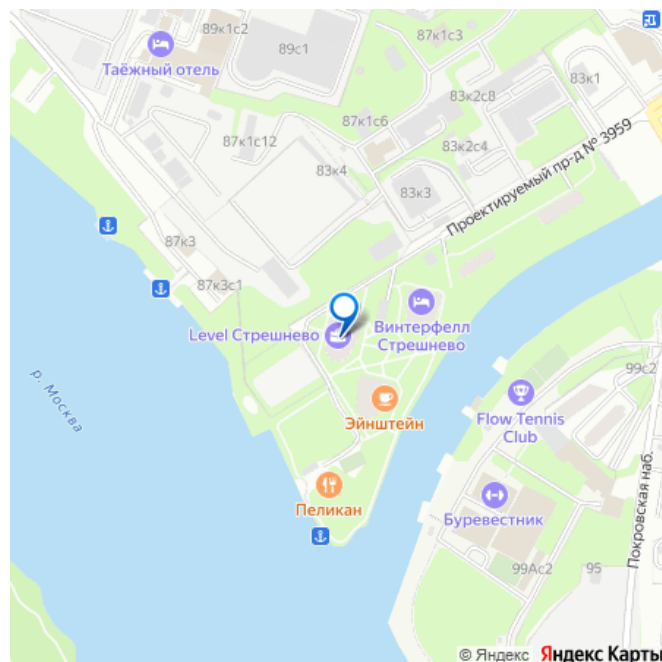 89к1с2
87к1с3
89с1
Таёжный отель
83к1
83к2с8
87к1с6
87к1с12
83к2с4
Проектируемый пр-д № 3959
83к4
83к3
87к3
87к3с1
Level Стрешнево
Винтерфелл
Стрешнево
р. Москва
99с2
Эйнштейн
Flow Tennis
Club
Пеликан
Буревестник
Покровская наб.
99Ас2
95
© Яндекс Яндекс Карты